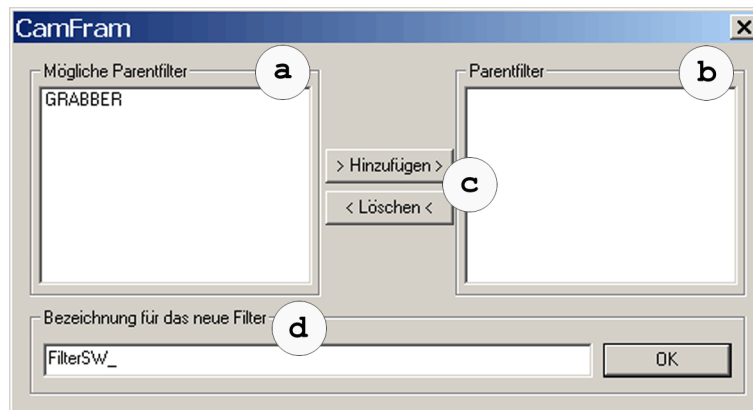 CamFram
Mögliche Parentfilter
a
Parentfilter
b
GRABBER
> Hinzufügen >
c
< Löschen <
Bezeichnung für das neue Filter
d
FilterSW_
OK